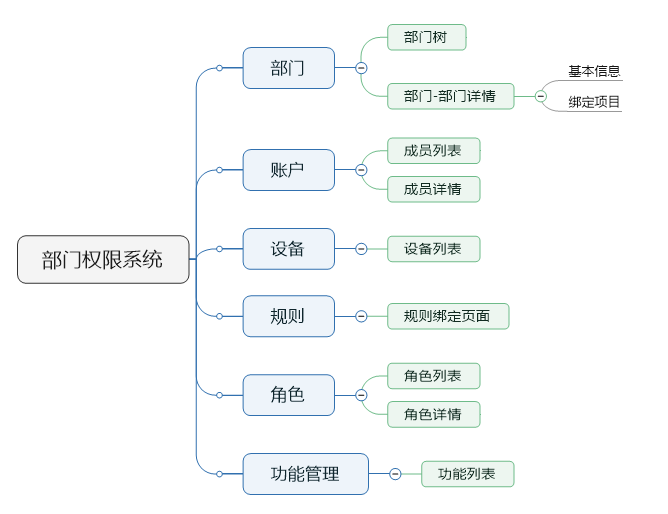 部门权限系统
部门
部门树
部门-部门详情
基本信息
绑定项目
账户
成员列表
成员详情
设备
设备列表
规则
规则绑定页面
角色
角色列表
角色详情
功能管理
功能列表